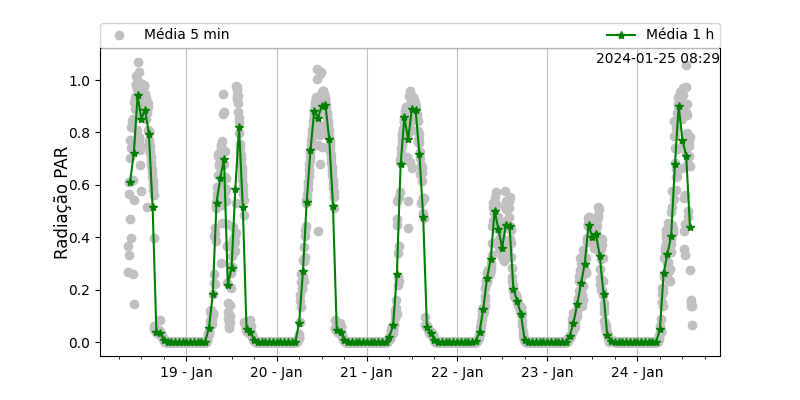 Média 5 min
Média 1 h
2024-01-25 08:29
Radiação PAR
1.0
0.8
0.6
0.4
0.2
0.0
19 - Jan
20 - Jan
21 - Jan
22 - Jan
23 - Jan
24 - Jan